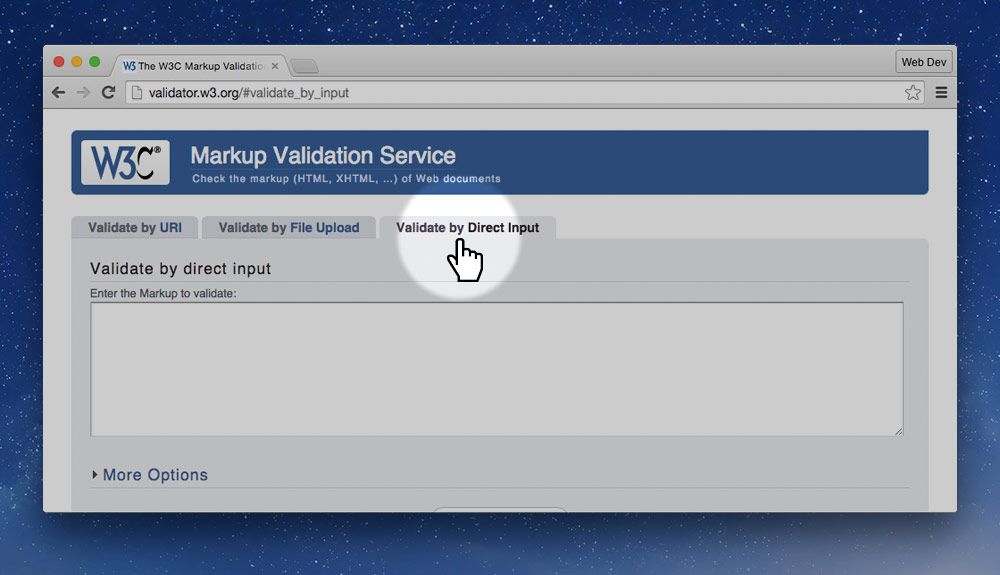 W3 The W3C Markup Validatio
Web Dev
validator.w3.org/#validate_by_input
W3C®
Markup Validation Service
Check the markup (HTML, XHTML, ...) of Web documents
Validate by URI
Validate by File Upload
Validate by Direct Input
Validate by direct input
Enter the Markup to validate:
More Options